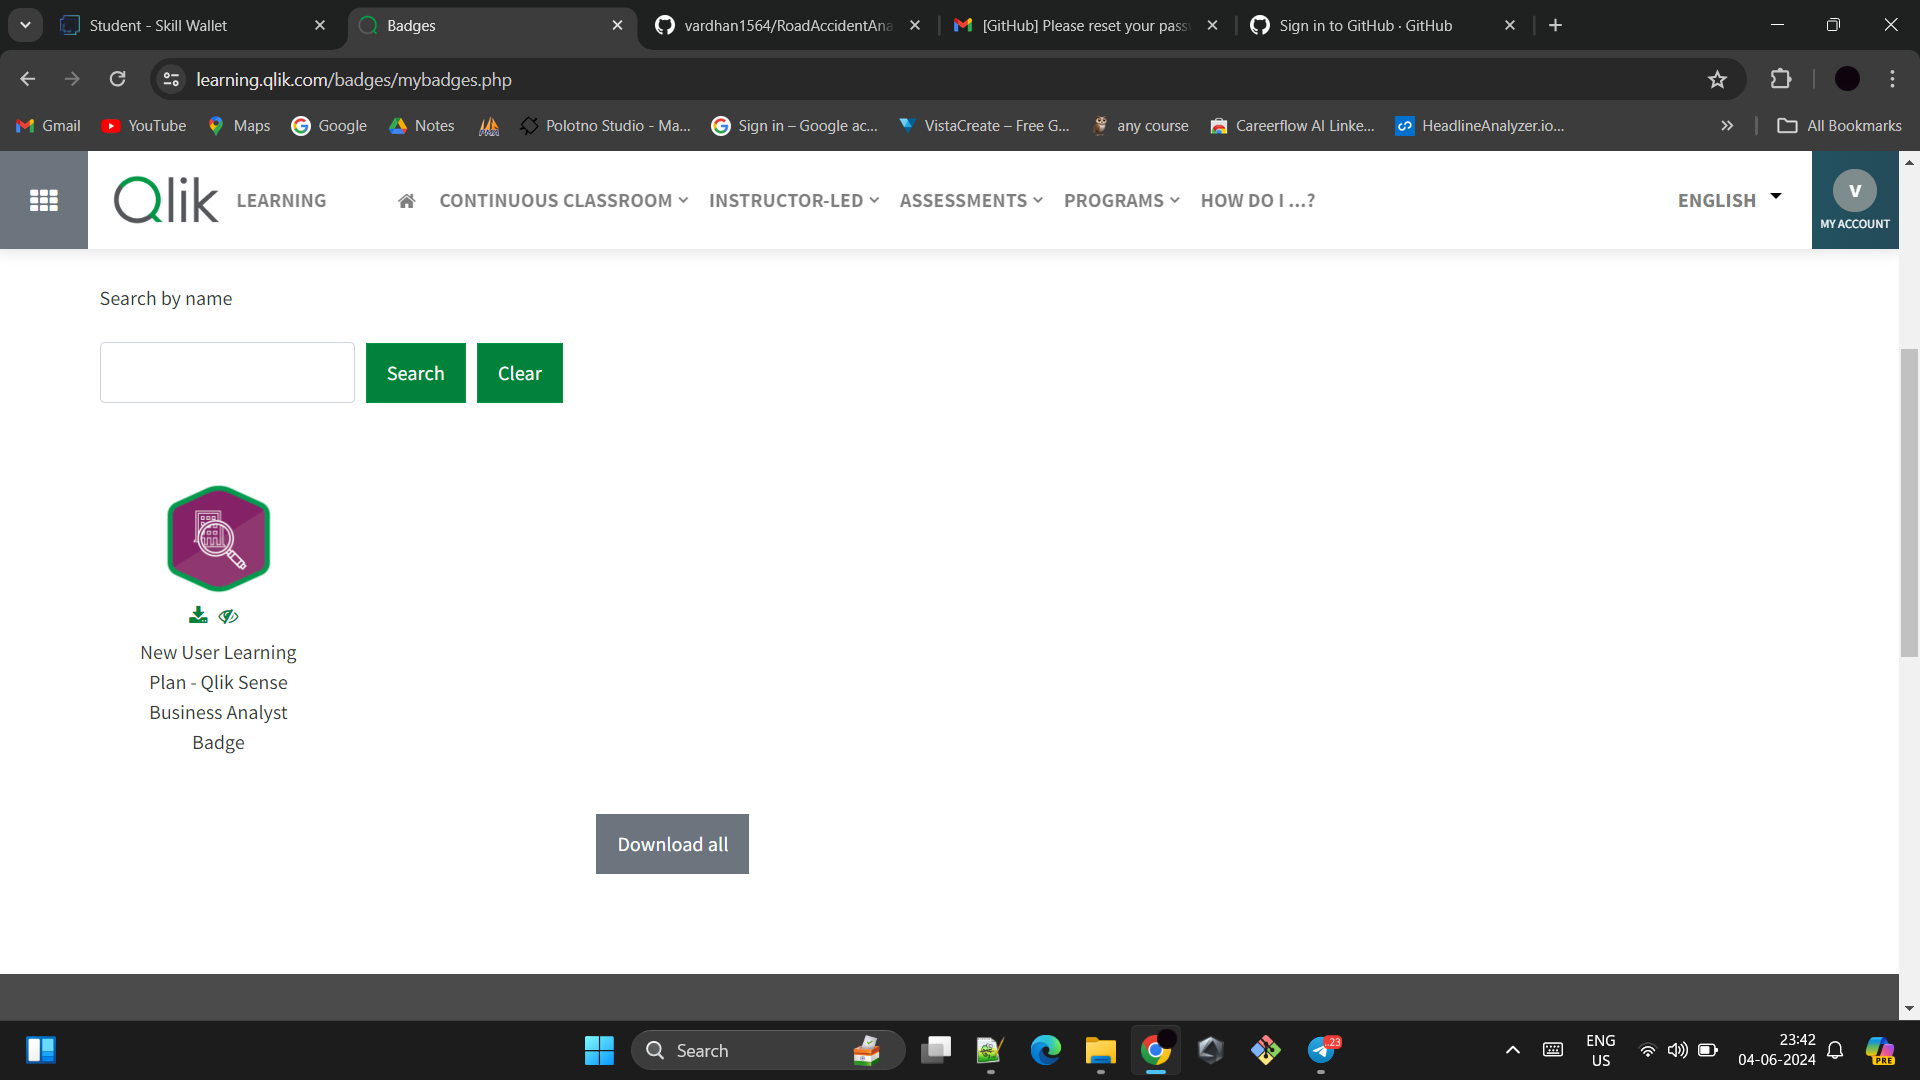 Student - Skill Wallet
Badges
vardhan1564/RoadAccidentAna
[GitHub] Please reset your pass
Sign in to GitHub · GitHub
learning.qlik.com/badges/mybadges.php
Gmail
YouTube
Maps
Google
Notes
Polotno Studio - Ma...
Sign in – Google ac...
VistaCreate – Free G...
any course
Careerflow AI Linke...
HeadlineAnalyzer.io...
All Bookmarks
Qlik LEARNING
CONTINUOUS CLASSROOM
INSTRUCTOR-LED
ASSESSMENTS
PROGRAMS
HOW DO I ...?
ENGLISH
V
MY ACCOUNT
Search by name
Search
Clear
New User Learning
Plan - Qlik Sense
Business Analyst
Badge
Download all
Search
23
ENG
US
23:42
04-06-2024
PRE